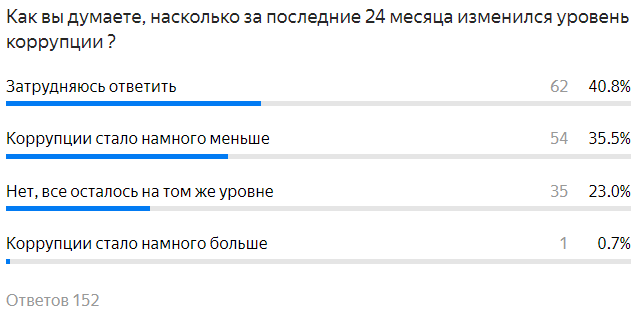 Как вы думаете, насколько за последние 24 месяца изменился уровень
коррупции ?
Затрудняюсь ответить 62 40.8%
Коррупции стало намного меньше 54 35.5%
Нет, все осталось на том же уровне 35 23.0%
Коррупции стало намного больше 1 0.7%
Ответов 152